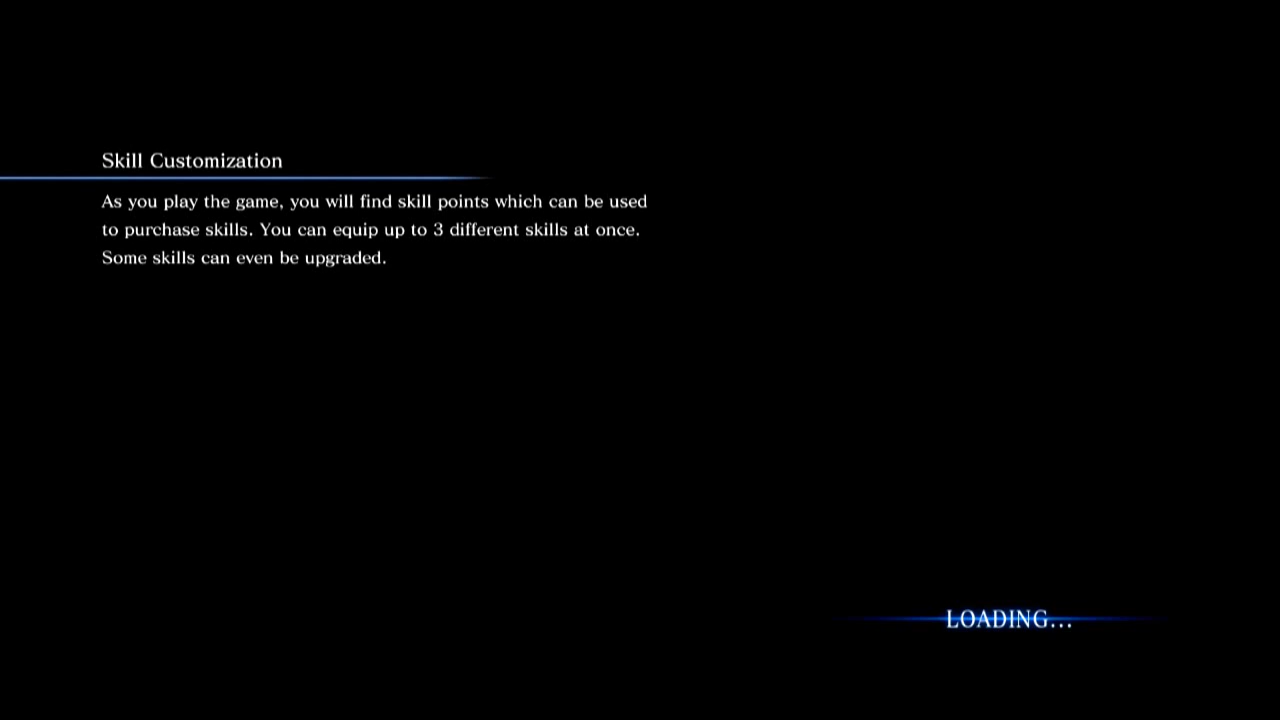 Skill Customization
As you play the game, you will find skill points which can be used
to purchase skills. You can equip up to 3 different skills at once.
Some skills can even be upgraded.
LOADING...